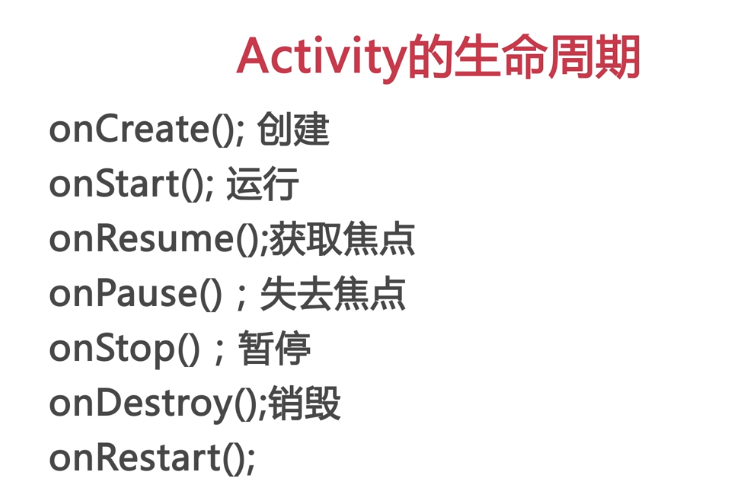 Activity的生命周期
onCreate(); 创建
onStart(); 运行
onResume();获取焦点
onPause()；失去焦点
onStop()；暂停
onDestroy();销毁
onRestart();